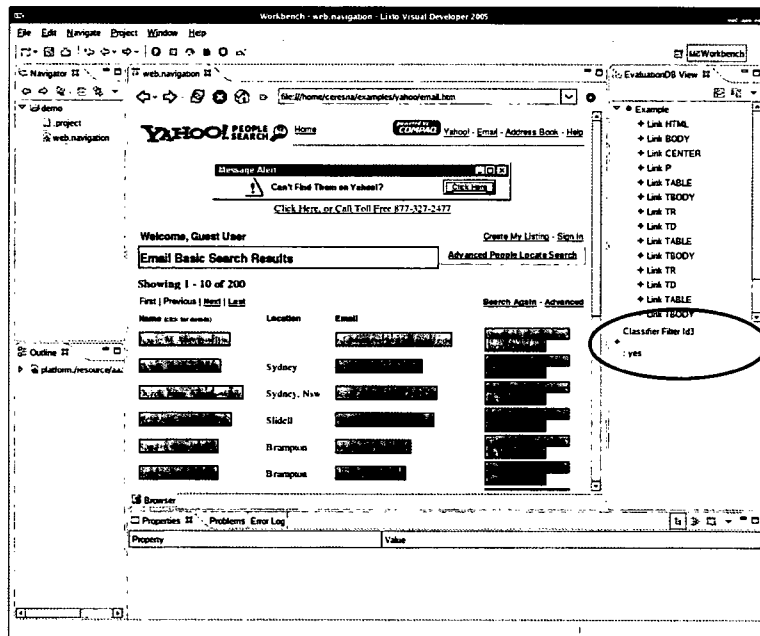 Workbench - web.navigation - Lixto Visual Developer 2005
File Edit Navigate Project Window Help
Workbench
Navigator
web.navigation
EvaluationDB View
demo
.project
web.navigation
file:///home/ceresna/examples/yahoo/email.htm
YAHOO! PEOPLE SEARCH
Home
COMPAQ
Yahoo! - Email - Address Book - Help
Message Alert
Can't Find Them on Yahoo!?
Click Here
Click Here, or Call Toll Free 877-327-2477
Welcome, Guest User
Create My Listing - Sign In
Email Basic Search Results
Advanced People Locate Search
Showing 1 - 10 of 200
First | Previous | Next | Last
Search Again - Advanced
Name (click for details)
Location
Email
Sydney
Sydney, Nsw
Slidell
Brampton
Brampton
Example
Link HTML
Link BODY
Link CENTER
Link P
Link TABLE
Link TBODY
Link TR
Link TD
Link TABLE
Link TBODY
Link TR
Link TD
Link TABLE
Link TBODY
Classifier Filter Id3
: yes
Outline
platform:/resource/aa
Browser
Properties
Problems
Error Log
Property
Value